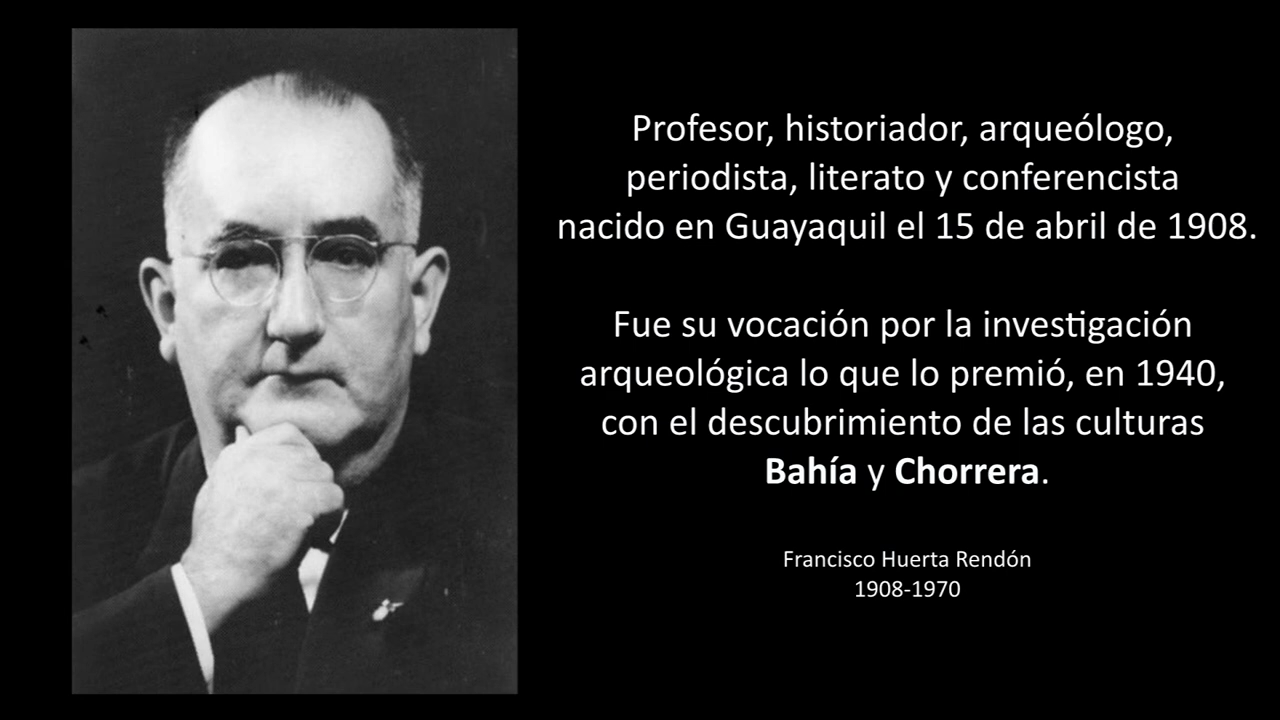 Profesor, historiador, arqueólogo,
periodista, literato y conferencista
nacido en Guayaquil el 15 de abril de 1908.
Fue su vocación por la investigación
arqueológica lo que lo premió, en 1940,
con el descubrimiento de las culturas
Bahía y Chorrera.
Francisco Huerta Rendón
1908-1970